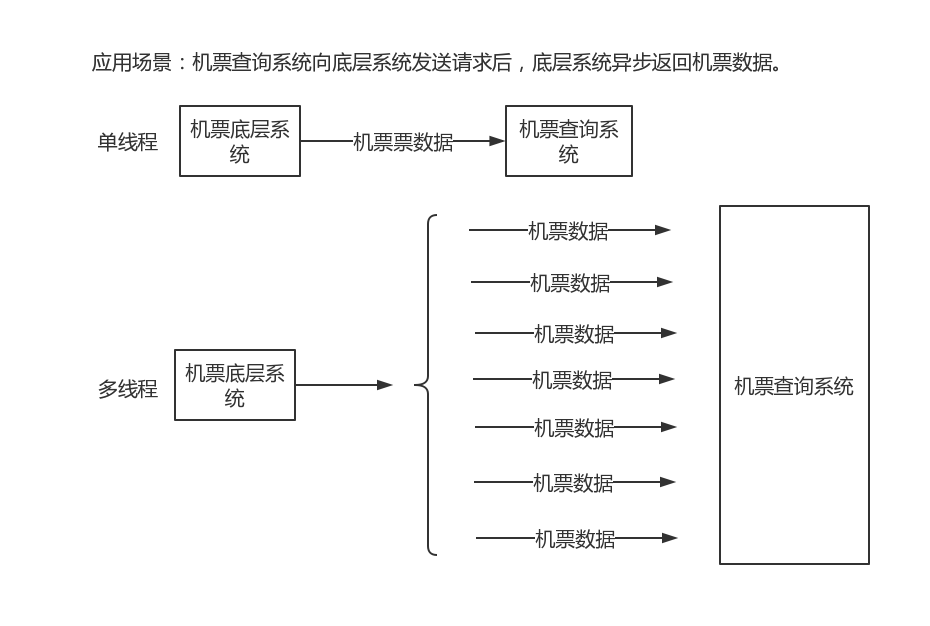 应用场景：机票查询系统向底层系统发送请求后，底层系统异步返回机票数据。
单线程
机票底层系
统
机票票数据
机票查询系
统
机票数据
机票数据
机票数据
机票数据
机票数据
机票数据
机票数据
多线程
机票底层系
统
机票查询系统